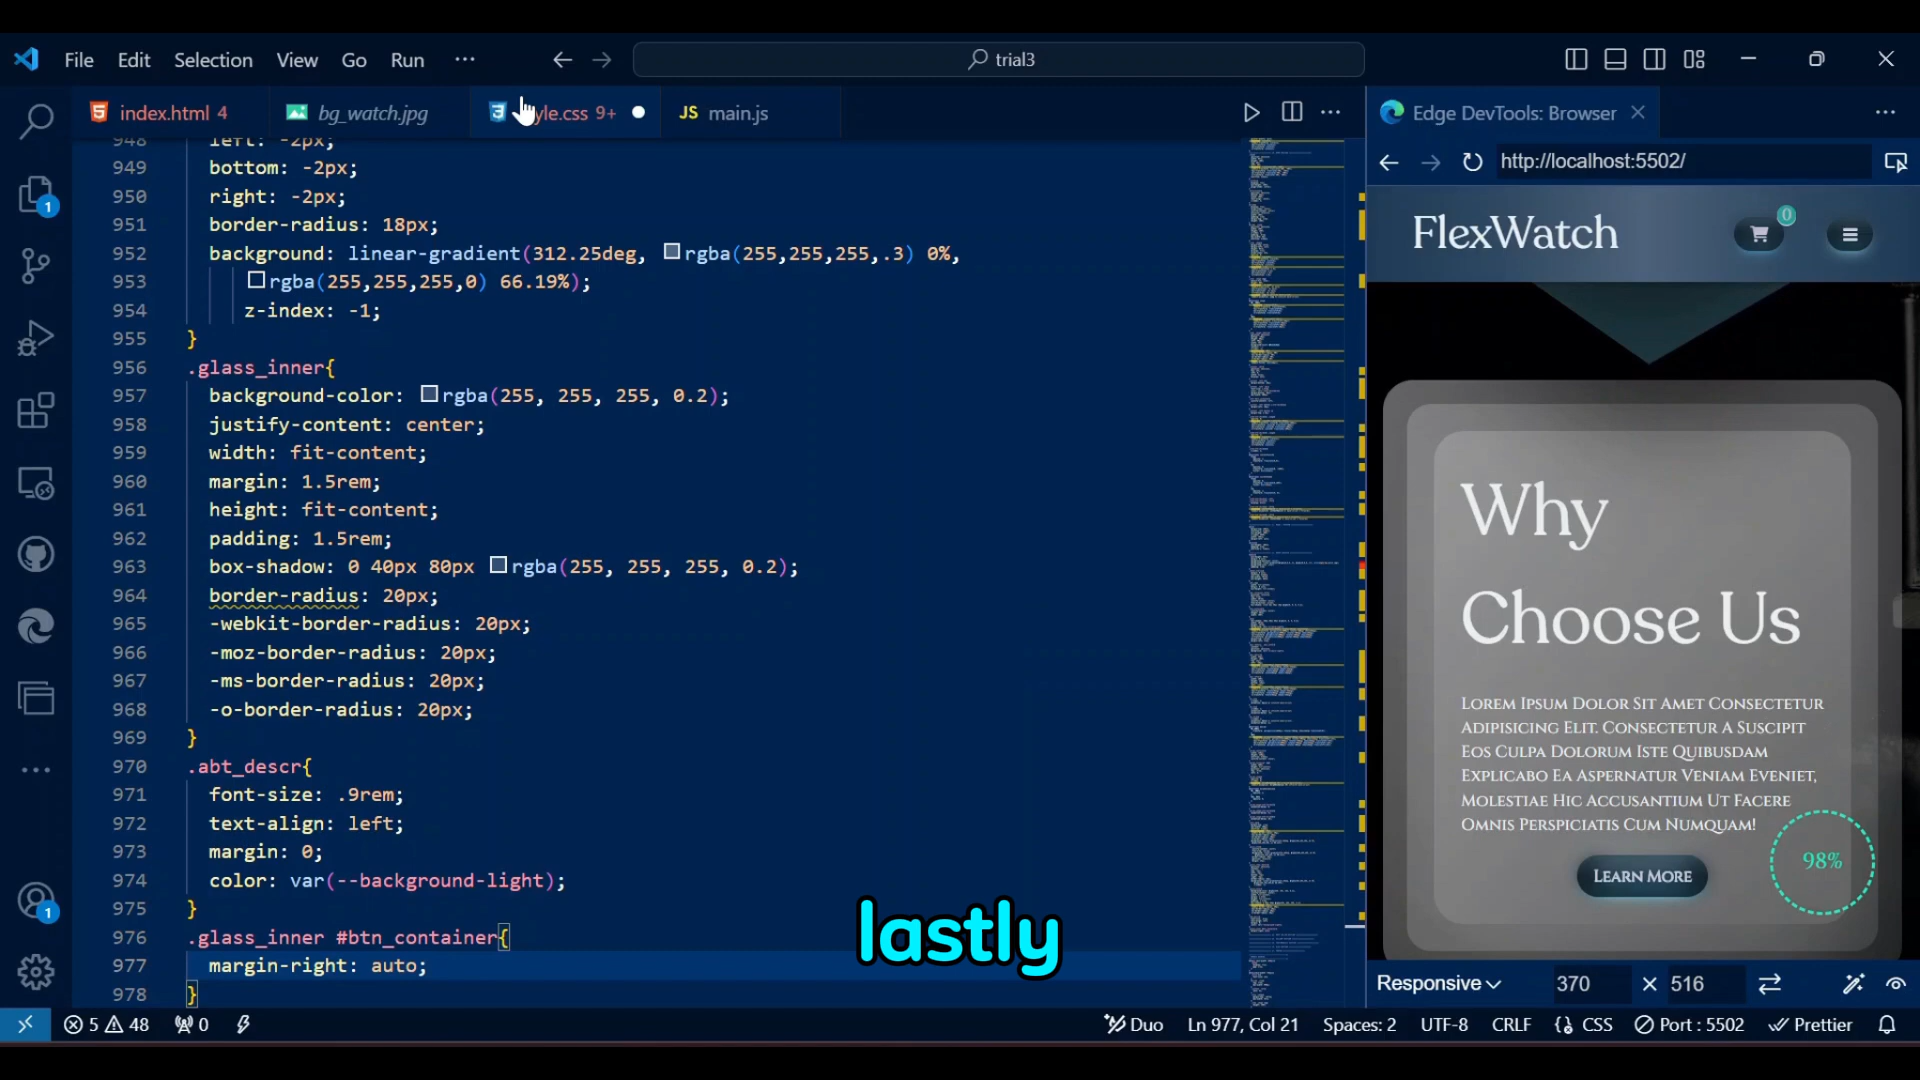 File Edit Selection View Go Run ··· trial3
index.html 4 bg_watch.jpg yle.css 9+ JS main.js
Edge DevTools: Browser
http://localhost:5502/
948 left: -2px;
949 bottom: -2px;
950 right: -2px;
951 border-radius: 18px;
952 background: linear-gradient(312.25deg, rgba(255,255,255,.3) 0%,
953 rgba(255,255,255,0) 66.19%);
954 z-index: -1;
955 }
956 .glass_inner{
957 background-color: rgba(255, 255, 255, 0.2);
958 justify-content: center;
959 width: fit-content;
960 margin: 1.5rem;
961 height: fit-content;
962 padding: 1.5rem;
963 box-shadow: 0 40px 80px rgba(255, 255, 255, 0.2);
964 border-radius: 20px;
965 -webkit-border-radius: 20px;
966 -moz-border-radius: 20px;
967 -ms-border-radius: 20px;
968 -o-border-radius: 20px;
969 }
970 .abt_descr{
971 font-size: .9rem;
972 text-align: left;
973 margin: 0;
974 color: var(--background-light);
975 }
976 .glass_inner #btn_container{
977 margin-right: auto;
978 }
lastly
FlexWatch
0
Why
Choose Us
Lorem Ipsum Dolor Sit Amet Consectetur
Adipisicing Elit. Consectetur A Suscipit
Eos Culpa Dolorum Iste Quibusdam
Explicabo Ea Aspernatur Veniam Eveniet,
Molestiae Hic Accusantium Ut Facere
Omnis Perspiciatis Cum Numquam!
98%
Learn More
Responsive 370 × 516
1
1
5 48 0 Duo Ln 977, Col 21 Spaces: 2 UTF-8 CRLF CSS Port : 5502 Prettier